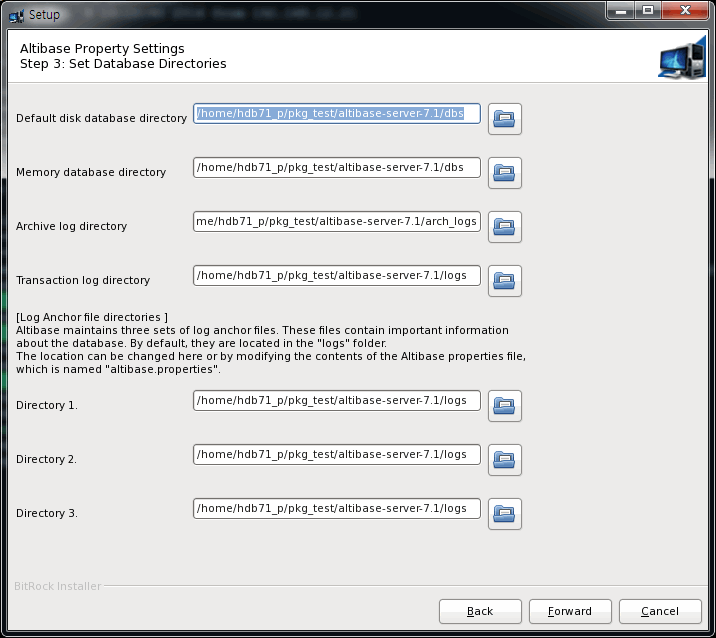 Setup
Altibase Property Settings
Step 3: Set Database Directories
Default disk database directory /home/hdb71_p/pkg_test/altibase-server-7.1/dbs
Memory database directory /home/hdb71_p/pkg_test/altibase-server-7.1/dbs
Archive log directory me/hdb71_p/pkg_test/altibase-server-7.1/arch_logs
Transaction log directory /home/hdb71_p/pkg_test/altibase-server-7.1/logs
[Log Anchor file directories ]
Altibase maintains three sets of log anchor files. These files contain important information
about the database. By default, they are located in the "logs" folder.
The location can be changed here or by modifying the contents of the Altibase properties file,
which is named "altibase.properties".
Directory 1. /home/hdb71_p/pkg_test/altibase-server-7.1/logs
Directory 2. /home/hdb71_p/pkg_test/altibase-server-7.1/logs
Directory 3. /home/hdb71_p/pkg_test/altibase-server-7.1/logs
BitRock Installer
Back Forward Cancel